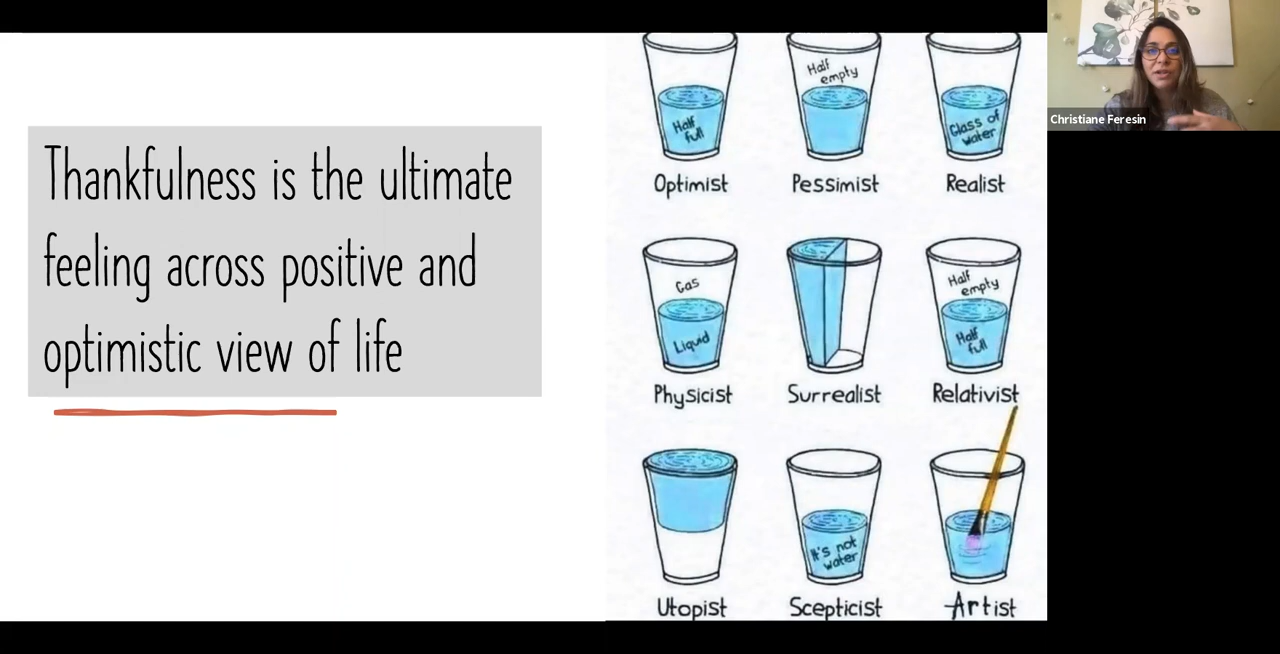 Thankfulness is the ultimate
feeling across positive and
optimistic view of life
Half
full
Optimist
Half
empty
Pessimist
Glass of
water
Realist
Gas
Liquid
Physicist
Surrealist
Half
empty
Half
full
Relativist
Utopist
It's not
water
Scepticist
Artist
Christiane Feresin